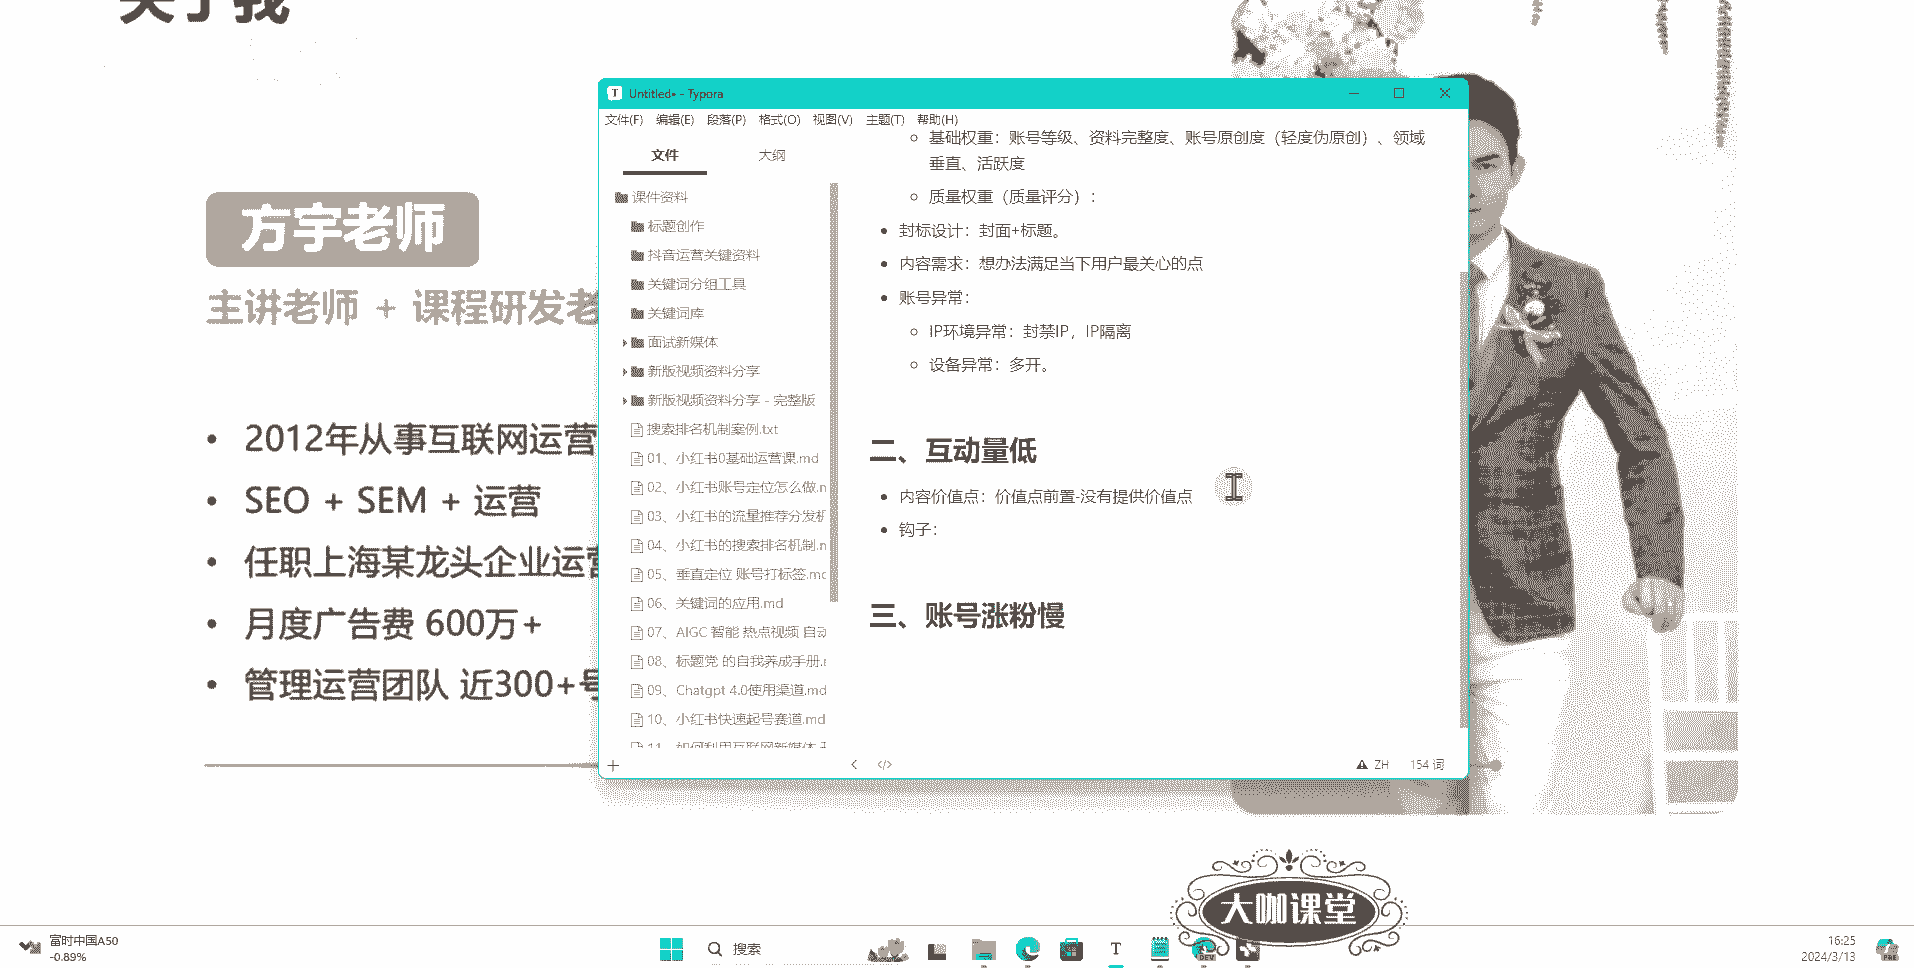 关于我
方宇老师
主讲老师 + 课程研发老
• 2012年从事互联网运营
• SEO + SEM + 运营
• 任职上海某龙头企业运营
• 月度广告费 600万+
• 管理运营团队 近300+号
Untitled• - Typora
文件(F) 编辑(E) 段落(P) 格式(O) 视图(V) 主题(T) 帮助(H)
文件 大纲
课件资料
标题创作
抖音运营关键资料
关键词分组工具
关键词库
面试新媒体
新版视频资料分享
新版视频资料分享 - 完整版
搜索排名机制案例.txt
01、小红书0基础运营课.md
02、小红书账号定位怎么做.m
03、小红书的流量推荐分发机
04、小红书的搜索排名机制.m
05、垂直定位 账号打标签.md
06、关键词的应用.md
07、AIGC 智能 热点视频 自动
08、标题党 的自我养成手册.m
09、Chatgpt 4.0使用渠道.md
10、小红书快速起号赛道.md
11、如何利用互联网新媒体
基础权重：账号等级、资料完整度、账号原创度（轻度伪原创）、领域
垂直、活跃度
质量权重（质量评分）：
• 封标设计：封面+标题。
• 内容需求：想办法满足当下用户最关心的点
• 账号异常：
IP环境异常：封禁IP，IP隔离
设备异常：多开。
二、互动量低
• 内容价值点：价值点前置-没有提供价值点
• 钩子：
三、账号涨粉慢
ZH 154 词
大咖课堂
富时中国A50
-0.89%
搜索
T
DEV
16:25
2024/3/13
PRE